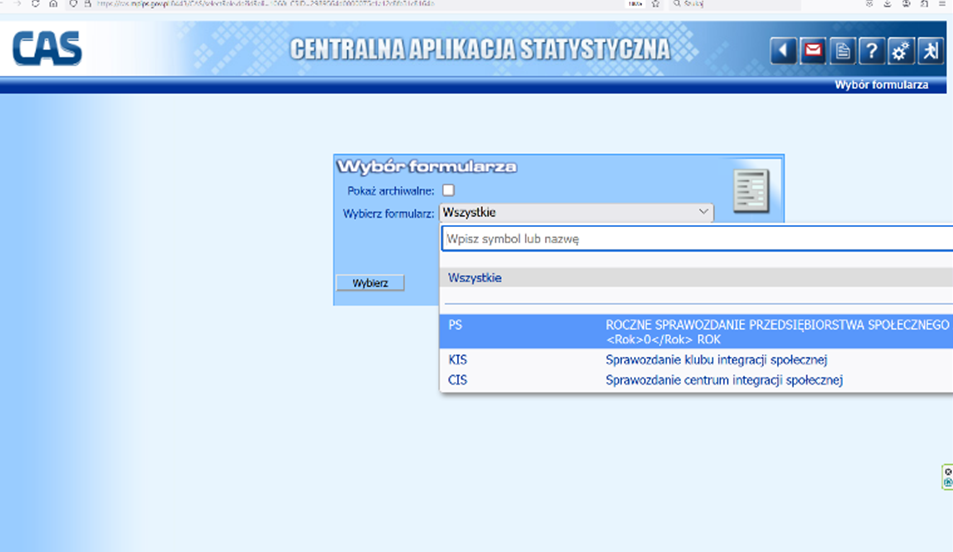 Szukaj
CAS
CENTRALNA APLIKACJA STATYSTYCZNA
Wybór formularza
Wybór formularza
Pokaż archiwalne:
Wybierz formularz: Wszystkie
Wpisz symbol lub nazwę
Wszystkie
Wybierz
PS ROCZNE SPRAWOZDANIE PRZEDSIĘBIORSTWA SPOŁECZNEGO
<Rok>0</Rok> ROK
KIS Sprawozdanie klubu integracji społecznej
CIS Sprawozdanie centrum integracji społecznej